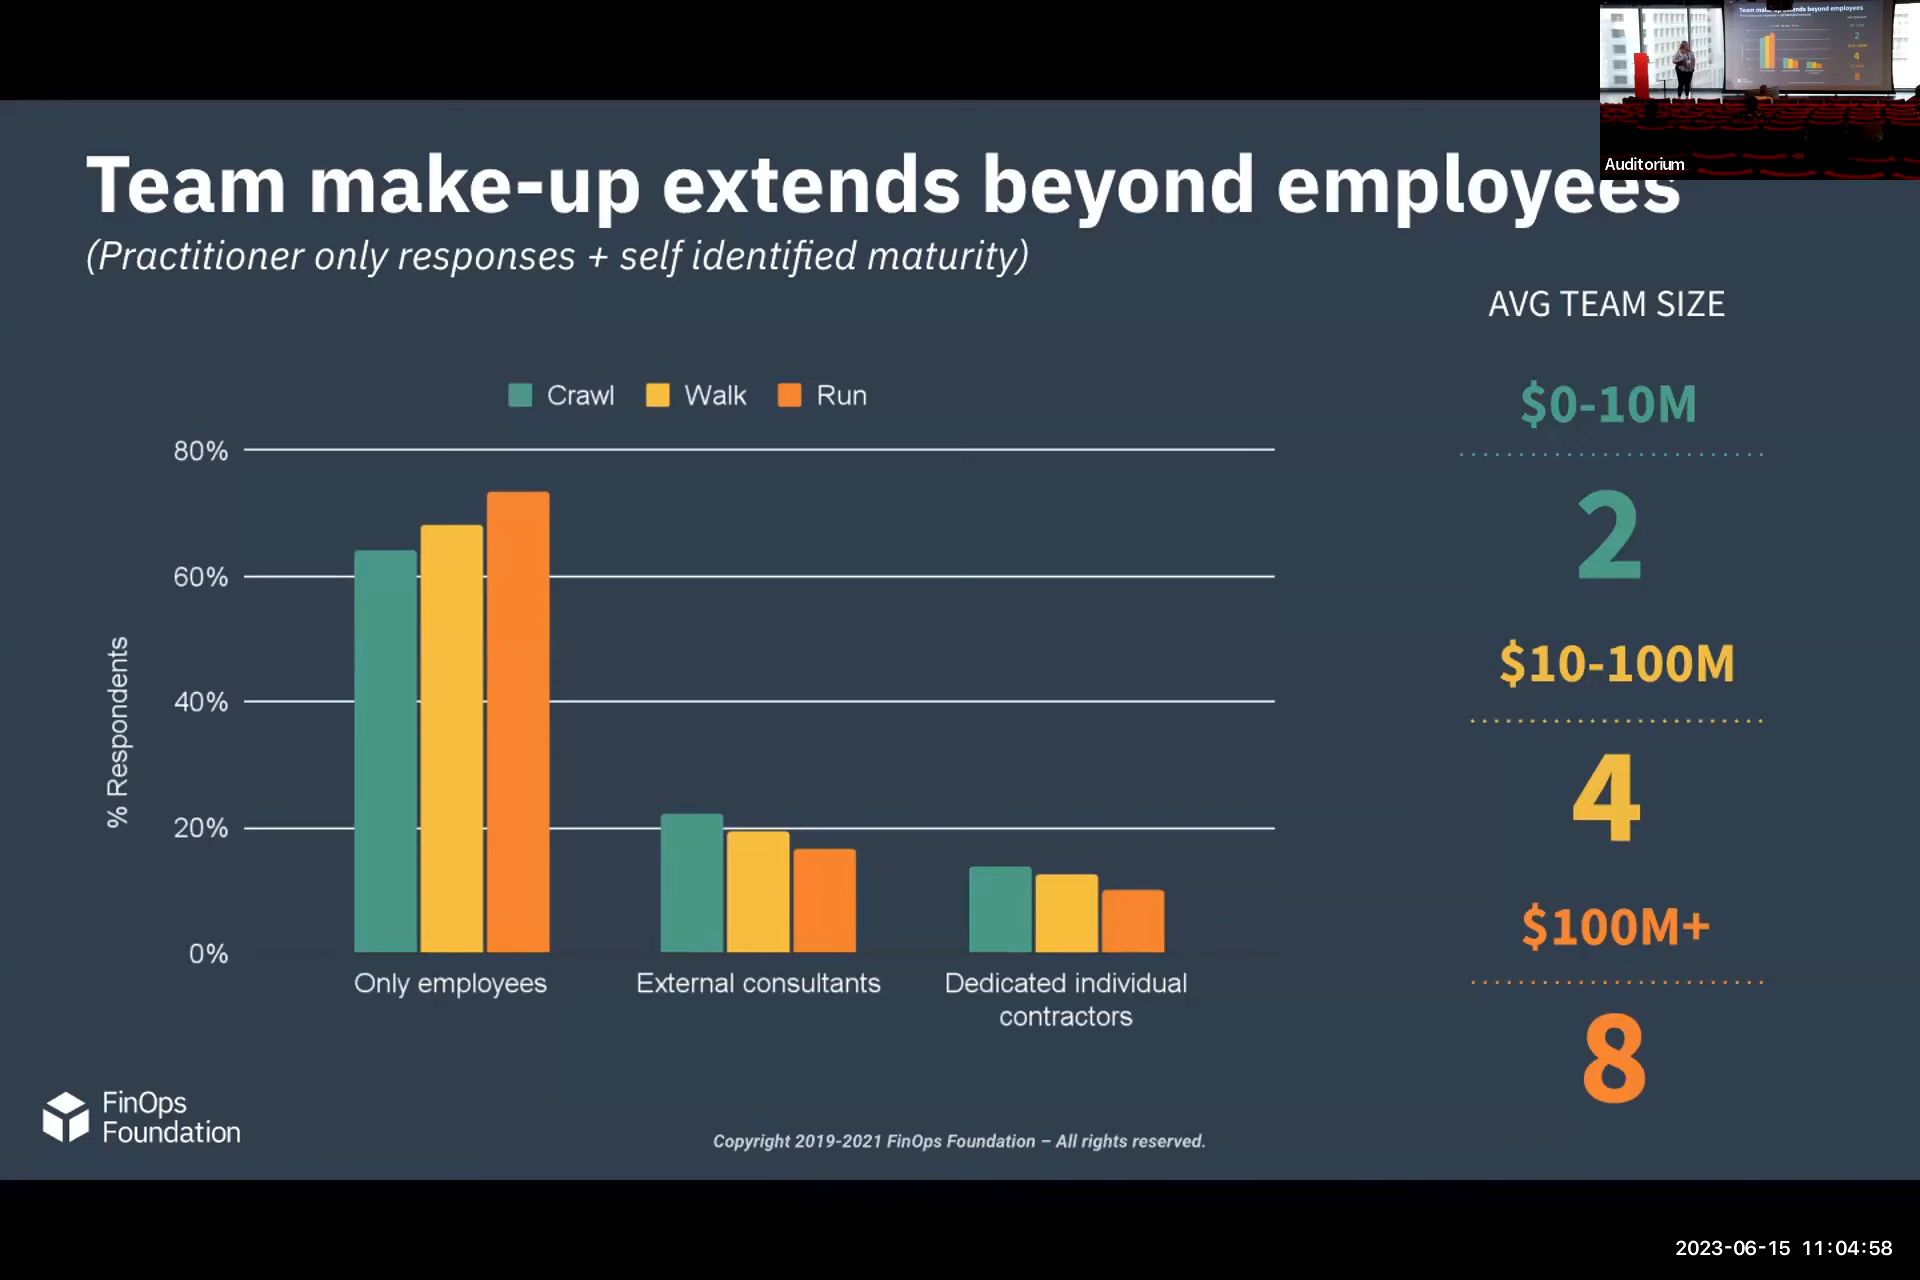 Team make-up extends beyond employees
(Practitioner only responses + self identified maturity)
Auditorium
AVG TEAM SIZE
$0-10M
2
$10-100M
4
$100M+
8
Crawl Walk Run
80%
60%
40%
20%
0%
% Respondents
Only employees
External consultants
Dedicated individual
contractors
FinOps
Foundation
Copyright 2019-2021 FinOps Foundation – All rights reserved.
2023-06-15 11:04:58